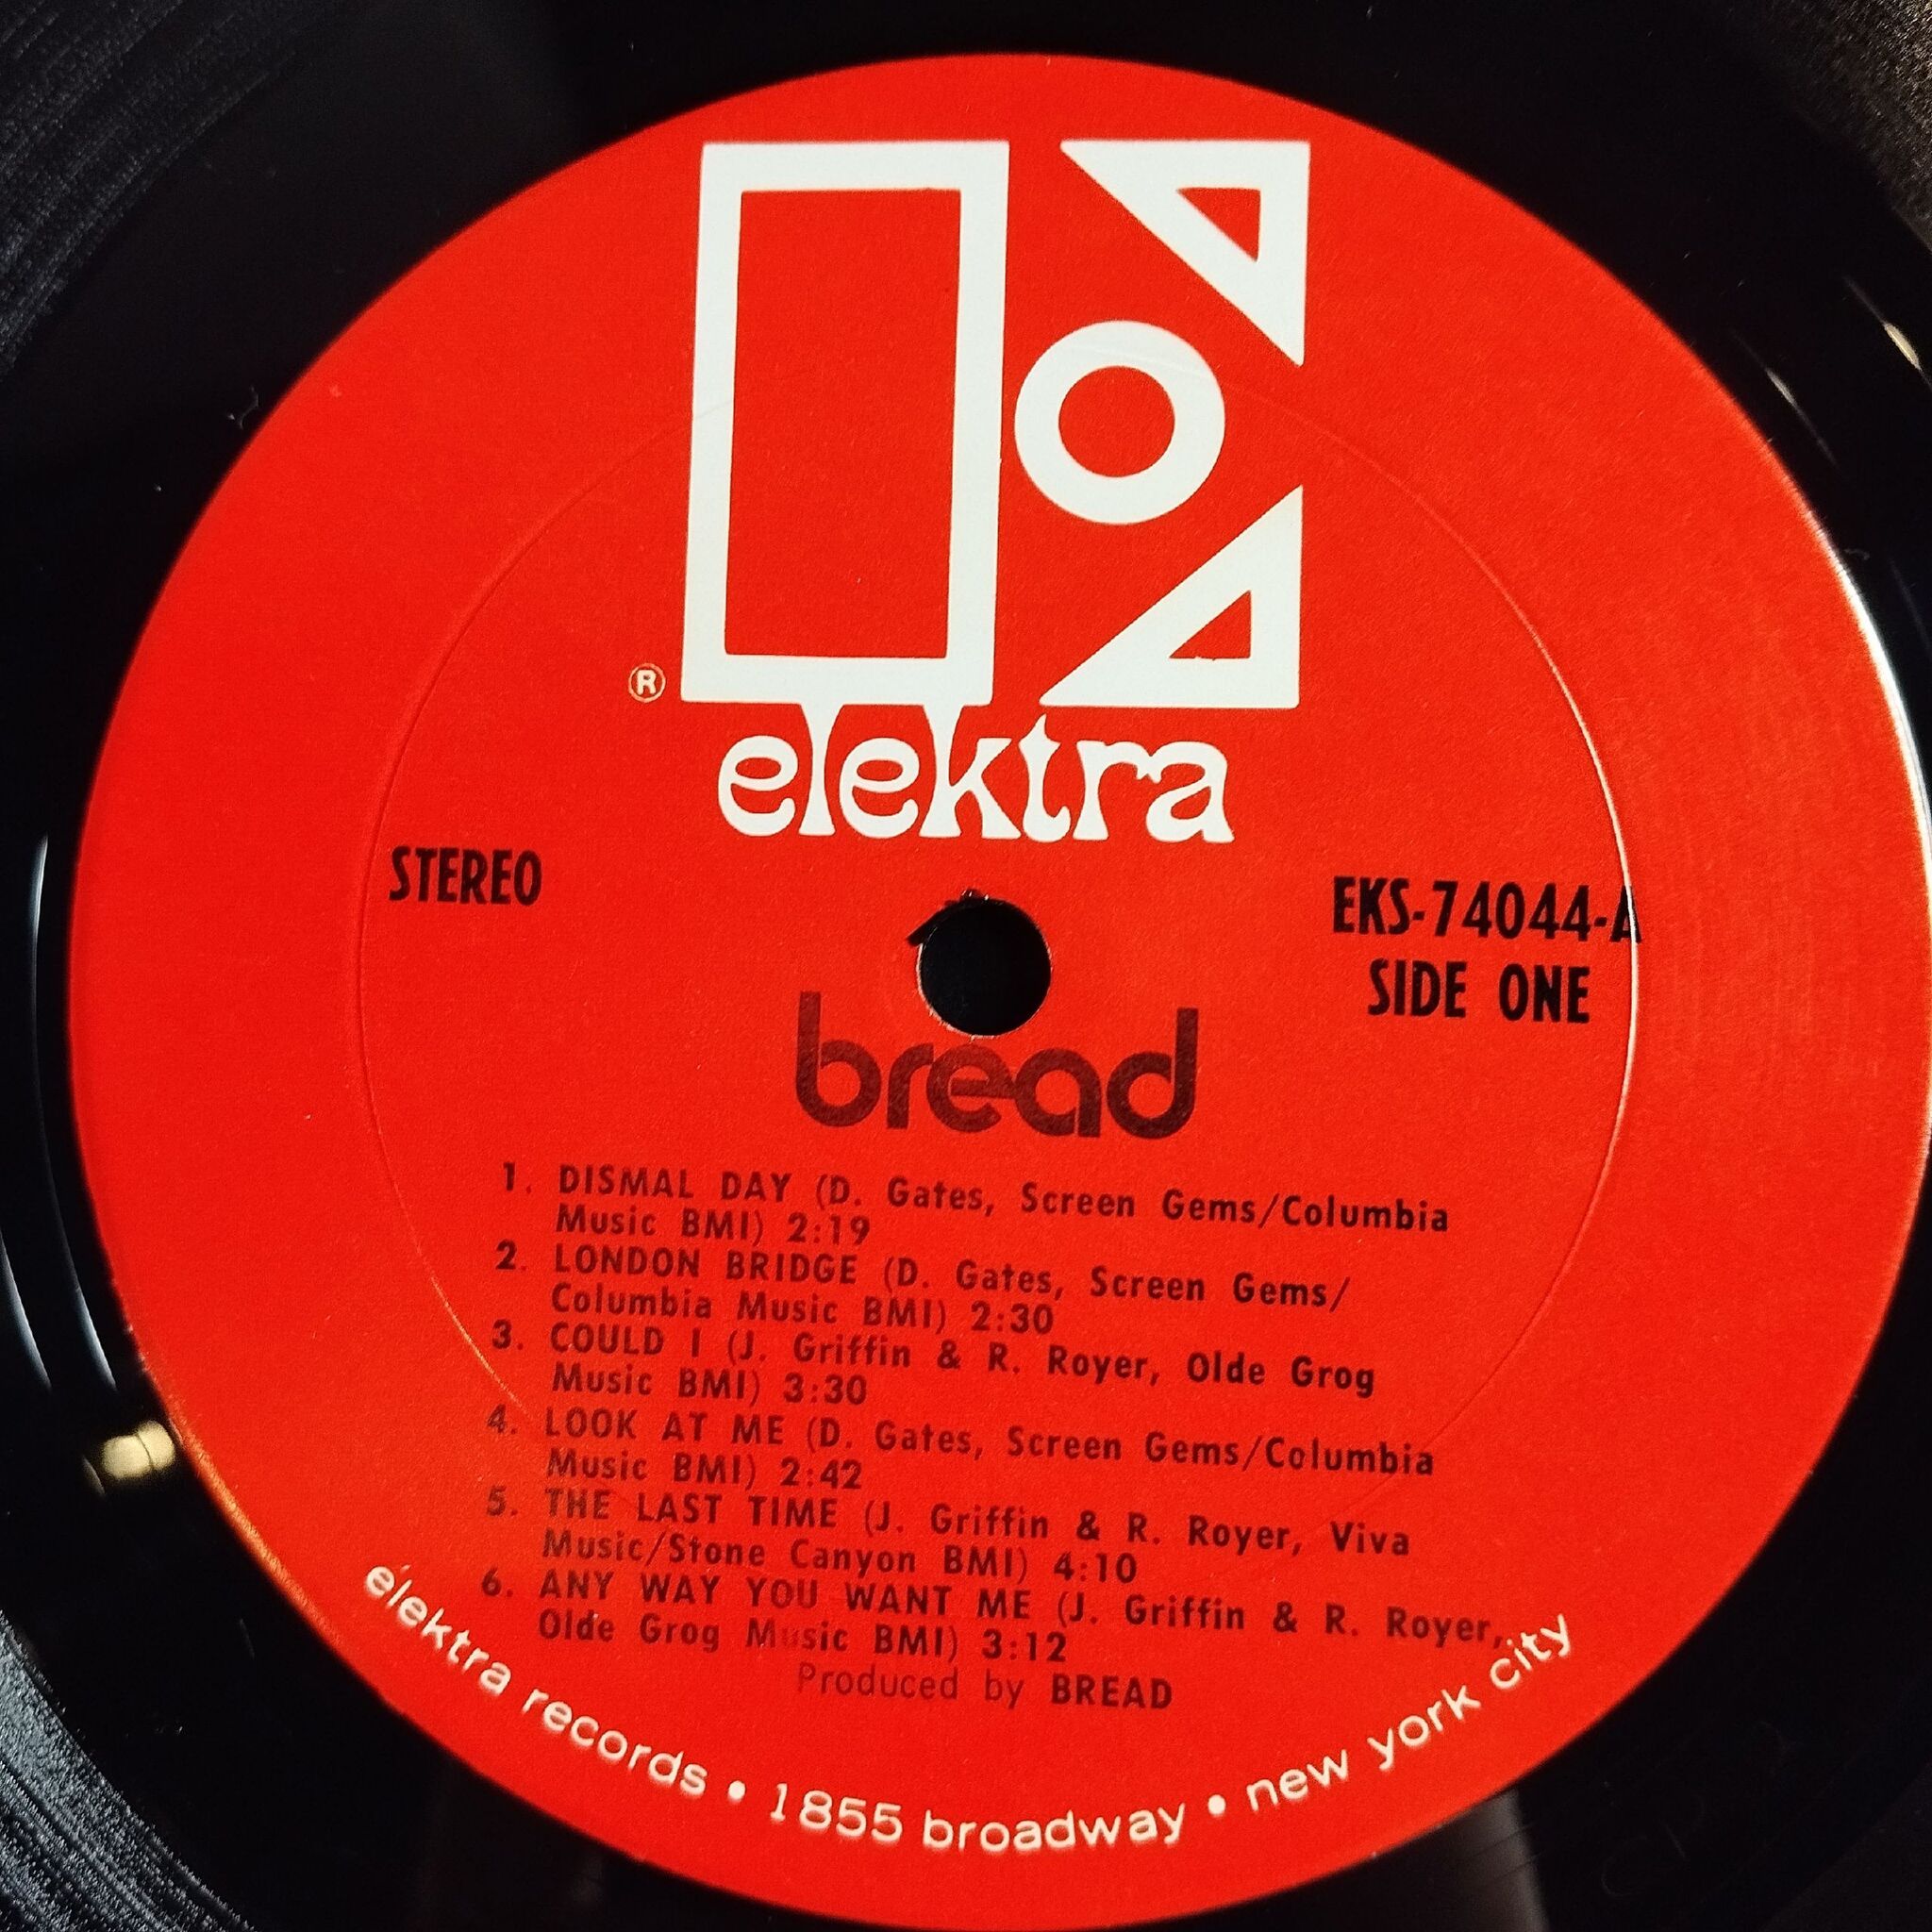 ®
elektra
STEREO
EKS-74044-A
SIDE ONE
bread
1. DISMAL DAY (D. Gates, Screen Gems/Columbia
Music BMI) 2:19
2. LONDON BRIDGE (D. Gates, Screen Gems/
Columbia Music BMI) 2:30
3. COULD I (J. Griffin & R. Royer, Olde Grog
Music BMI) 3:30
4. LOOK AT ME (D. Gates, Screen Gems/Columbia
Music BMI) 2:42
5. THE LAST TIME (J. Griffin & R. Royer, Viva
Music/Stone Canyon BMI) 4:10
6. ANY WAY YOU WANT ME (J. Griffin & R. Royer,
Olde Grog Music BMI) 3:12
Produced by BREAD
elektra records • 1855 broadway • new york city